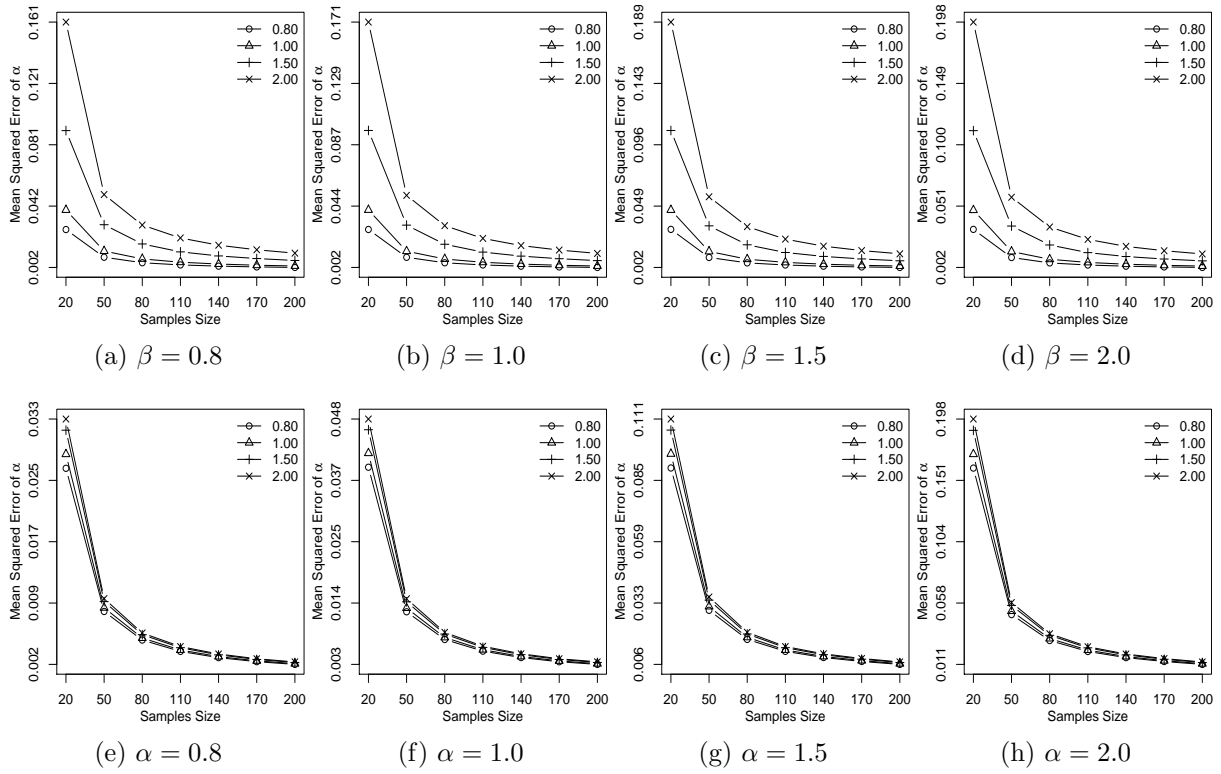 Mean Squared Error of α
0.161
0.121
0.081
0.042
0.002
0.80
1.00
1.50
2.00
20 50 80 110 140 170 200
Samples Size
(a) β = 0.8
Mean Squared Error of α
0.171
0.129
0.087
0.044
0.002
0.80
1.00
1.50
2.00
20 50 80 110 140 170 200
Samples Size
(b) β = 1.0
Mean Squared Error of α
0.189
0.143
0.096
0.049
0.002
0.80
1.00
1.50
2.00
20 50 80 110 140 170 200
Samples Size
(c) β = 1.5
Mean Squared Error of α
0.198
0.149
0.100
0.051
0.002
0.80
1.00
1.50
2.00
20 50 80 110 140 170 200
Samples Size
(d) β = 2.0
Mean Squared Error of α
0.033
0.025
0.017
0.009
0.002
0.80
1.00
1.50
2.00
20 50 80 110 140 170 200
Samples Size
(e) α = 0.8
Mean Squared Error of α
0.048
0.037
0.025
0.014
0.003
0.80
1.00
1.50
2.00
20 50 80 110 140 170 200
Samples Size
(f) α = 1.0
Mean Squared Error of α
0.111
0.085
0.059
0.033
0.006
0.80
1.00
1.50
2.00
20 50 80 110 140 170 200
Samples Size
(g) α = 1.5
Mean Squared Error of α
0.198
0.151
0.104
0.058
0.011
0.80
1.00
1.50
2.00
20 50 80 110 140 170 200
Samples Size
(h) α = 2.0